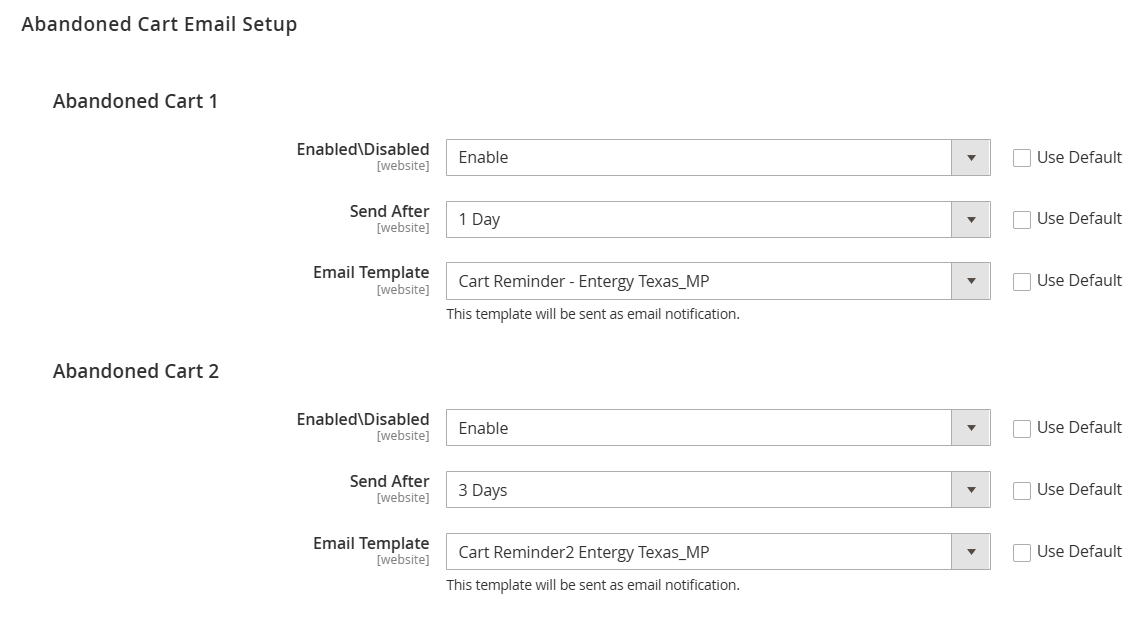 Abandoned Cart Email Setup
Abandoned Cart 1
Enabled\Disabled
[website]
Enable
Use Default
Send After
[website]
1 Day
Use Default
Email Template
[website]
Cart Reminder - Entergy Texas_MP
Use Default
This template will be sent as email notification.
Abandoned Cart 2
Enabled\Disabled
[website]
Enable
Use Default
Send After
[website]
3 Days
Use Default
Email Template
[website]
Cart Reminder2 Entergy Texas_MP
Use Default
This template will be sent as email notification.